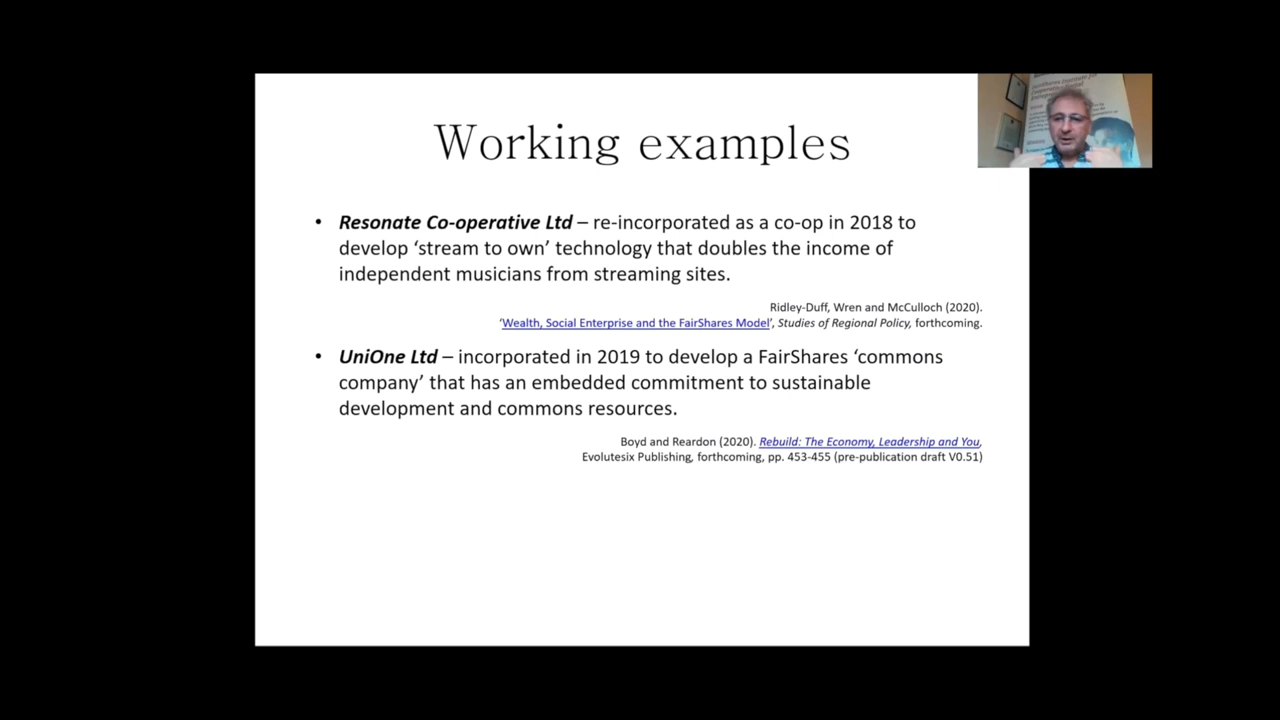 Working examples
• Resonate Co-operative Ltd – re-incorporated as a co-op in 2018 to
develop ‘stream to own’ technology that doubles the income of
independent musicians from streaming sites.
Ridley-Duff, Wren and McCulloch (2020).
‘Wealth, Social Enterprise and the FairShares Model’, Studies of Regional Policy, forthcoming.
• UniOne Ltd – incorporated in 2019 to develop a FairShares ‘commons
company’ that has an embedded commitment to sustainable
development and commons resources.
Boyd and Reardon (2020). Rebuild: The Economy, Leadership and You,
Evolutesix Publishing, forthcoming, pp. 453-455 (pre-publication draft V0.51)